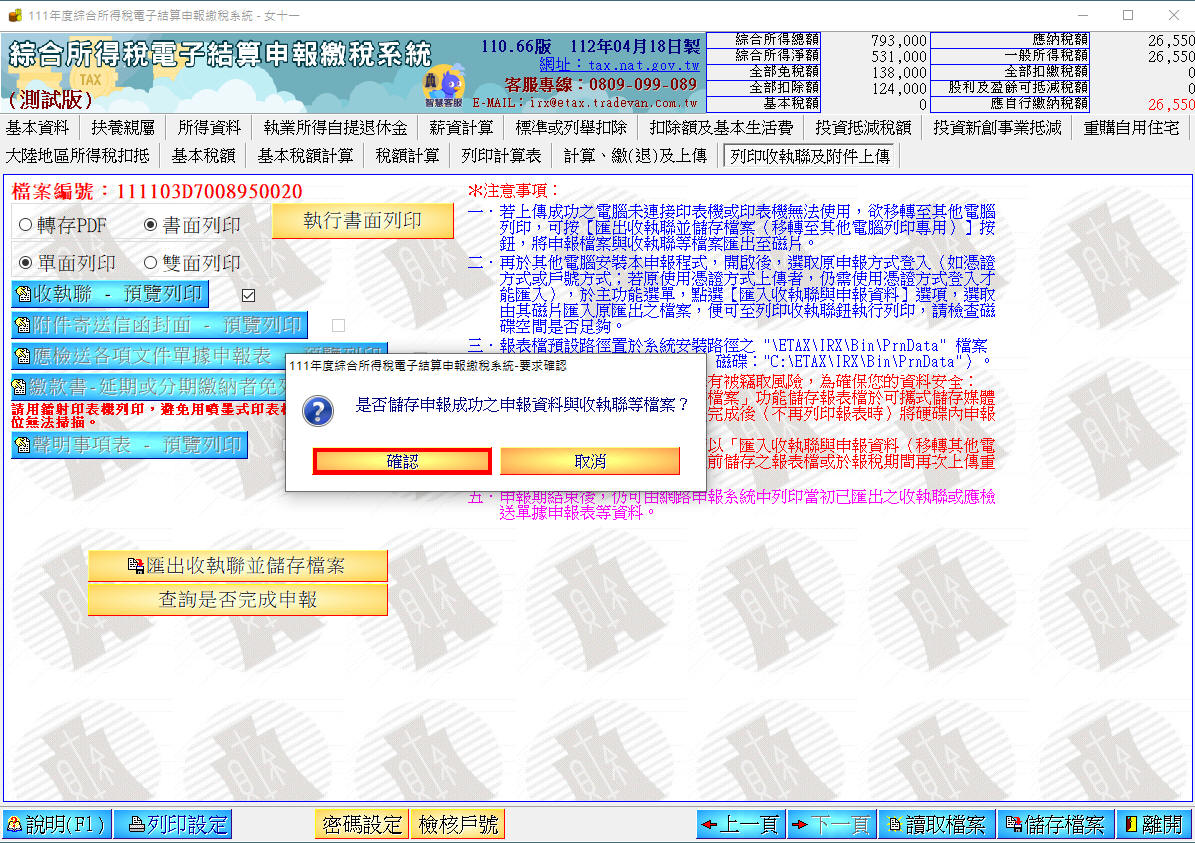 111年度綜合所得稅電子結算申報繳稅系統 - 女十一
綜合所得稅電子結算申報繳稅系統
TAX
(測試版)
智慧客服
110.66版 112年04月18日製
網址：tax.nat.gov.tw
客服專線：0809-099-089
E-MAIL：irx@etax.tradevan.com.tw
綜合所得總額 793,000 應納稅額 26,550
綜合所得淨額 531,000 一般所得稅額 26,550
全部免稅額 138,000 全部扣繳稅額 0
全部扣除額 124,000 股利及盈餘可抵減稅額 0
基本稅額 0 應自行繳納稅額 26,550
基本資料 扶養親屬 所得資料 執業所得自提退休金 薪資計算 標準或列舉扣除 扣除額及基本生活費 投資抵減稅額 投資新創事業抵減 重購自用住宅
大陸地區所得稅扣抵 基本稅額 基本稅額計算 稅額計算 列印計算表 計算、繳(退)及上傳 列印收執聯及附件上傳
檔案編號：111103D7008950020
轉存PDF 書面列印 執行書面列印
單面列印 雙面列印
收執聯 - 預覽列印
附件寄送信函封面 - 預覽列印
應檢送各項文件單據申報表 - 預覽列印
繳款書-延期或分期繳納者免列
請用鐳射印表機列印，避免用噴墨式印表機
位無法掃描。
聲明事項表 - 預覽列印
匯出收執聯並儲存檔案
查詢是否完成申報
※注意事項：
一．若上傳成功之電腦未連接印表機或印表機無法使用，欲移轉至其他電腦
列印，可按【匯出收執聯並儲存檔案（移轉至其他電腦列印專用）】按
鈕，將申報檔案與收執聯等檔案匯出至磁片。
二．再於其他電腦安裝本申報程式，開啟後，選取原申報方式登入（如憑證
方式或戶號方式；若原使用憑證方式上傳者，仍需使用憑證方式登入才
能匯入），於主功能選單，點選【匯入收執聯與申報資料】選項，選取
由其磁片匯入原匯出之檔案，便可至列印收執聯鈕執行列印，請檢查磁
碟空間是否足夠。
三．報表檔預設路徑置於系統安裝路徑之 "\ETAX\IRX\Bin\PrnData" 檔案
磁碟："C:\ETAX\IRX\Bin\PrnData"）。
有被竊取風險，為確保您的資料安全：
檔案」功能儲存報表檔於可攜式儲存媒體
完成後（不再列印報表時）將硬碟內申報
以「匯入收執聯與申報資料（移轉其他電
前儲存之報表檔或於報稅期間再次上傳重
五．申報期結束後，仍可由網路申報系統中列印當初已匯出之收執聯或應檢
送單據申報表等資料。
111年度綜合所得稅電子結算申報繳稅系統-要求確認
是否儲存申報成功之申報資料與收執聯等檔案？
確認 取消
說明(F1) 列印設定 密碼設定 檢核戶號 上一頁 下一頁 讀取檔案 儲存檔案 離開